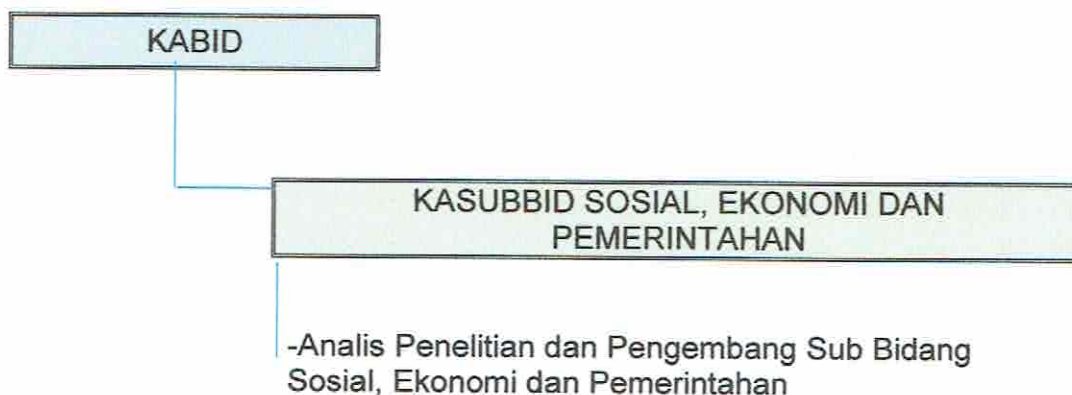 KABID
KASUBBID SOSIAL, EKONOMI DAN
PEMERINTAHAN
-Analis Penelitian dan Pengembang Sub Bidang
Sosial, Ekonomi dan Pemerintahan